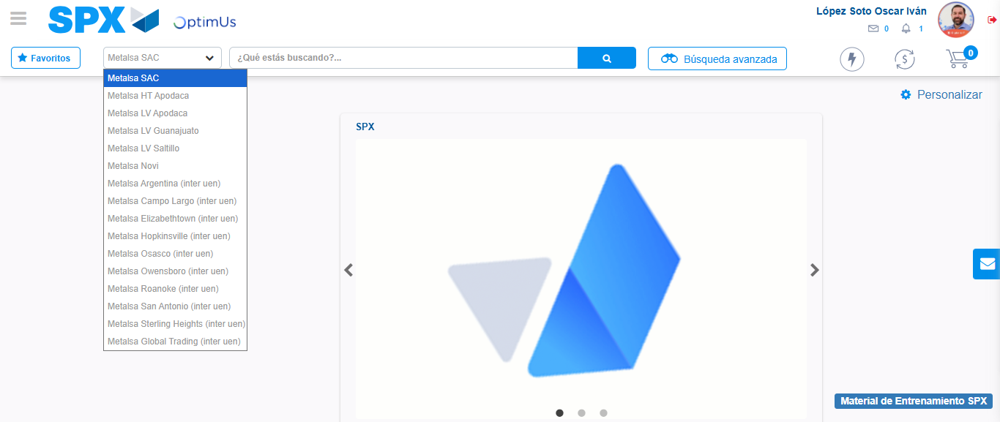 SPX
OptimUs
López Soto Oscar Iván
0
1
Favoritos
Metalsa SAC
¿Qué estás buscando?...
Búsqueda avanzada
$
0
Metalsa SAC
Metalsa HT Apodaca
Metalsa LV Apodaca
Metalsa LV Guanajuato
Metalsa LV Saltillo
Metalsa Novi
Metalsa Argentina (inter uen)
Metalsa Campo Largo (inter uen)
Metalsa Elizabethtown (inter uen)
Metalsa Hopkinsville (inter uen)
Metalsa Osasco (inter uen)
Metalsa Owensboro (inter uen)
Metalsa Roanoke (inter uen)
Metalsa San Antonio (inter uen)
Metalsa Sterling Heights (inter uen)
Metalsa Global Trading (inter uen)
Personalizar
SPX
Material de Entrenamiento SPX